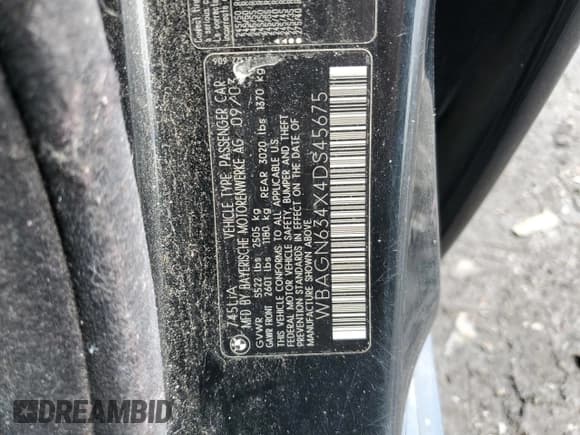 745LiA VEHICLE TYPE: PASSENGER CAR
MFD BY BAYERISCHE MOTORENWERKE AG 09/03
GVWR 5522 lbs 2505 kg
GAWR FRONT 2601 lbs 1180 kg REAR 3020 lbs 1370 kg
THIS VEHICLE CONFORMS TO ALL APPLICABLE U.S.
FEDERAL MOTOR VEHICLE SAFETY, BUMPER AND THEFT
PREVENTION STANDARDS IN EFFECT ON THE DATE OF
MANUFACTURE SHOWN ABOVE.
WBAGN634X4DS45675
DREAMBID